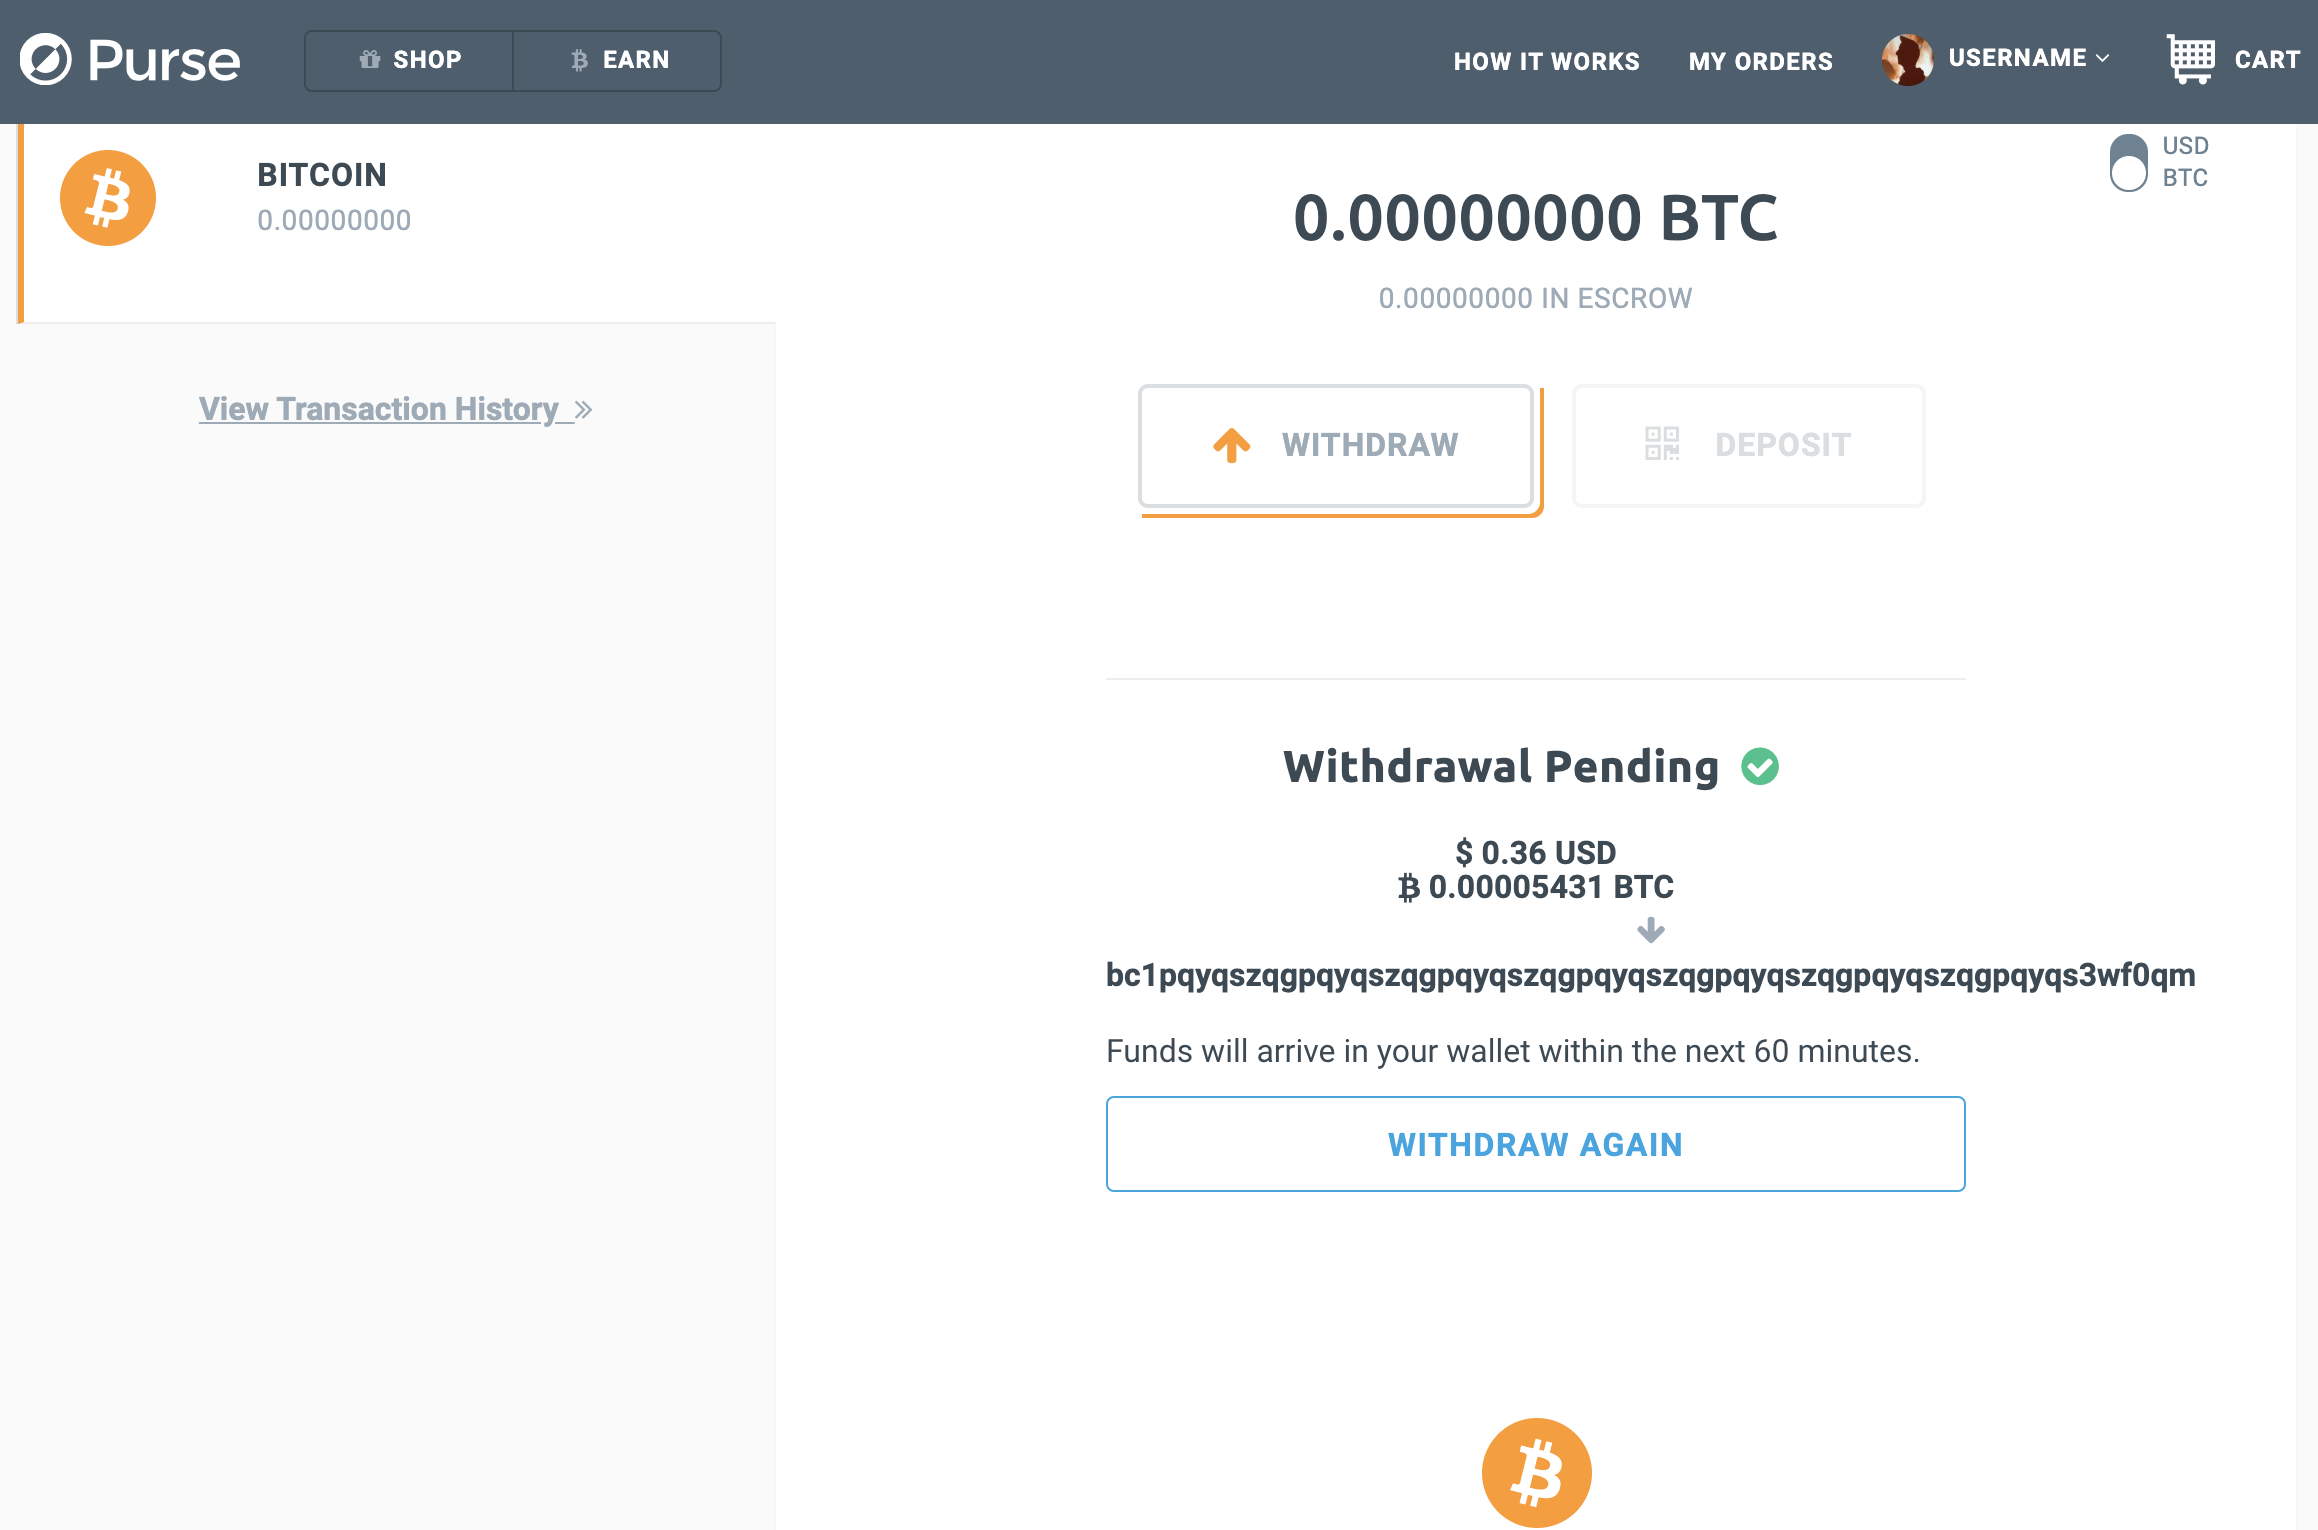 Purse
SHOP
EARN
HOW IT WORKS
MY ORDERS
USERNAME
CART
BITCOIN
0.00000000
View Transaction History »
USD
BTC
0.00000000 BTC
0.00000000 IN ESCROW
WITHDRAW
DEPOSIT
Withdrawal Pending
$ 0.36 USD
₿ 0.00005431 BTC
bc1pqyqszqgpqyqszqgpqyqszqgpqyqszqgpqyqszqgpqyqszqgpqyqs3wf0qm
Funds will arrive in your wallet within the next 60 minutes.
WITHDRAW AGAIN